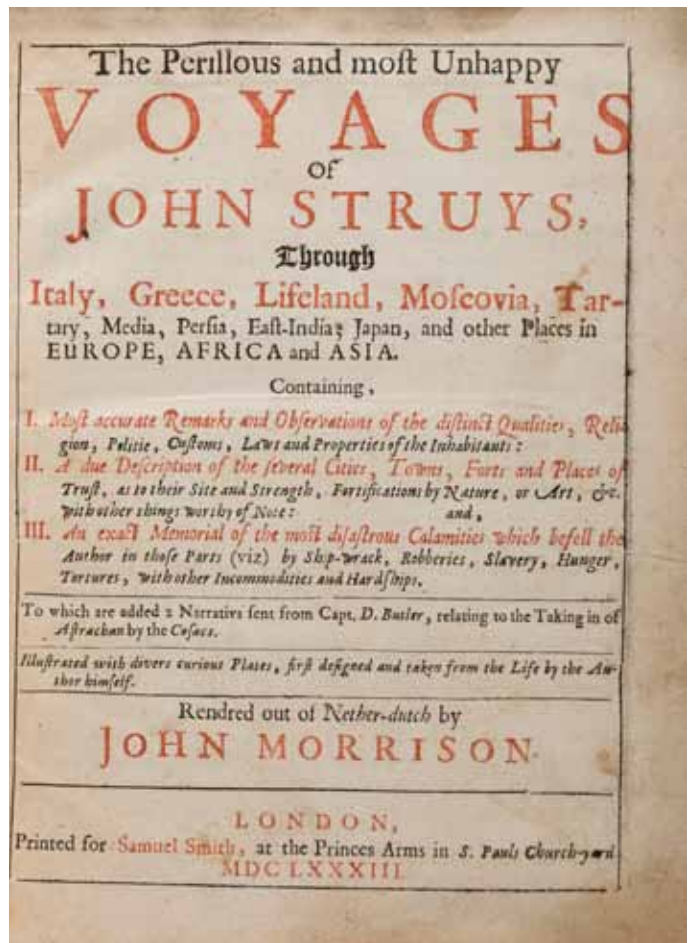 The Perillous and moſt Unhappy
VOYAGES
Of
JOHN STRUYS,
Through
Italy, Greece, Lifeland, Moſcovia, Tar-
tary, Media, Perſia, Eaſt-India, Japan, and other Places in
EUROPE, AFRICA and ASIA.
Containing,
I. Moſt accurate Remarks and Obſervations of the diſtinct Qualities, Reli
gion, Politie, Cuſtoms, Laws and Properties of the Inhabitants:
II. A due Deſcription of the ſeveral Cities, Towns, Forts and Places of
Truſt, as to their Site and Strength, Fortifications by Nature, or Art, &c.
with other things worthy of Note: and,
III. An exact Memorial of the moſt diſaſtrous Calamities which befell the
Author in thoſe Parts (viz) by Ship-wrack, Robberies, Slavery, Hunger,
Tortures, with other Incommodities and Hardſhips.
To which are added 2 Narrativs ſent from Capt. D. Butler, relating to the Taking in of
Aſtrachan by the Coſacs.
Illuſtrated with divers curious Plates, firſt deſigned and taken from the Life by the Au-
thor himſelf.
Rendred out of Nether-dutch by
JOHN MORRISON.
LONDON,
Printed for Samuel Smith, at the Princes Arms in S. Pauls Church-yard
MDCLXXXIII